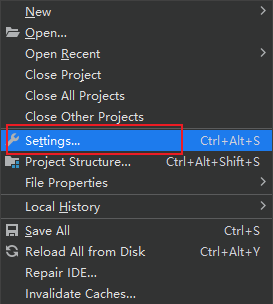 New
Open...
Open Recent
Close Project
Close All Projects
Close Other Projects
Settings... Ctrl+Alt+S
Project Structure... Ctrl+Alt+Shift+S
File Properties
Local History
Save All Ctrl+S
Reload All from Disk Ctrl+Alt+Y
Repair IDE...
Invalidate Caches...